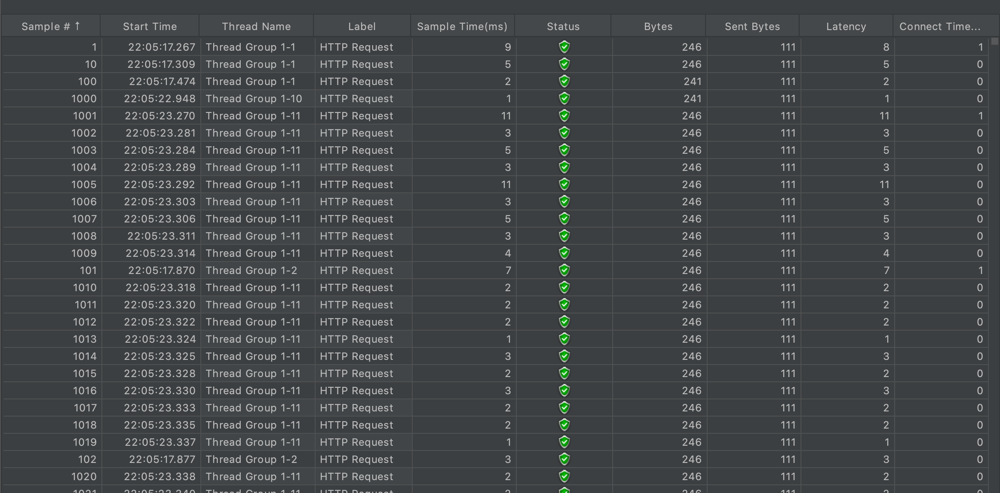 Sample # ↑ Start Time Thread Name Label Sample Time(ms) Status Bytes Sent Bytes Latency Connect Time...
1 22:05:17.267 Thread Group 1-1 HTTP Request 9 246 111 8 1
10 22:05:17.309 Thread Group 1-1 HTTP Request 5 246 111 5 0
100 22:05:17.474 Thread Group 1-1 HTTP Request 2 241 111 2 0
1000 22:05:22.948 Thread Group 1-10 HTTP Request 1 241 111 1 0
1001 22:05:23.270 Thread Group 1-11 HTTP Request 11 246 111 11 1
1002 22:05:23.281 Thread Group 1-11 HTTP Request 3 246 111 3 0
1003 22:05:23.284 Thread Group 1-11 HTTP Request 5 246 111 5 0
1004 22:05:23.289 Thread Group 1-11 HTTP Request 3 246 111 3 0
1005 22:05:23.292 Thread Group 1-11 HTTP Request 11 246 111 11 0
1006 22:05:23.303 Thread Group 1-11 HTTP Request 3 246 111 3 0
1007 22:05:23.306 Thread Group 1-11 HTTP Request 5 246 111 5 0
1008 22:05:23.311 Thread Group 1-11 HTTP Request 3 246 111 3 0
1009 22:05:23.314 Thread Group 1-11 HTTP Request 4 246 111 4 0
101 22:05:17.870 Thread Group 1-2 HTTP Request 7 246 111 7 1
1010 22:05:23.318 Thread Group 1-11 HTTP Request 2 246 111 2 0
1011 22:05:23.320 Thread Group 1-11 HTTP Request 2 246 111 2 0
1012 22:05:23.322 Thread Group 1-11 HTTP Request 2 246 111 2 0
1013 22:05:23.324 Thread Group 1-11 HTTP Request 1 246 111 1 0
1014 22:05:23.325 Thread Group 1-11 HTTP Request 3 246 111 3 0
1015 22:05:23.328 Thread Group 1-11 HTTP Request 2 246 111 2 0
1016 22:05:23.330 Thread Group 1-11 HTTP Request 3 246 111 3 0
1017 22:05:23.333 Thread Group 1-11 HTTP Request 2 246 111 2 0
1018 22:05:23.335 Thread Group 1-11 HTTP Request 2 246 111 2 0
1019 22:05:23.337 Thread Group 1-11 HTTP Request 1 246 111 1 0
102 22:05:17.877 Thread Group 1-2 HTTP Request 3 246 111 3 0
1020 22:05:23.338 Thread Group 1-11 HTTP Request 2 246 111 2 0